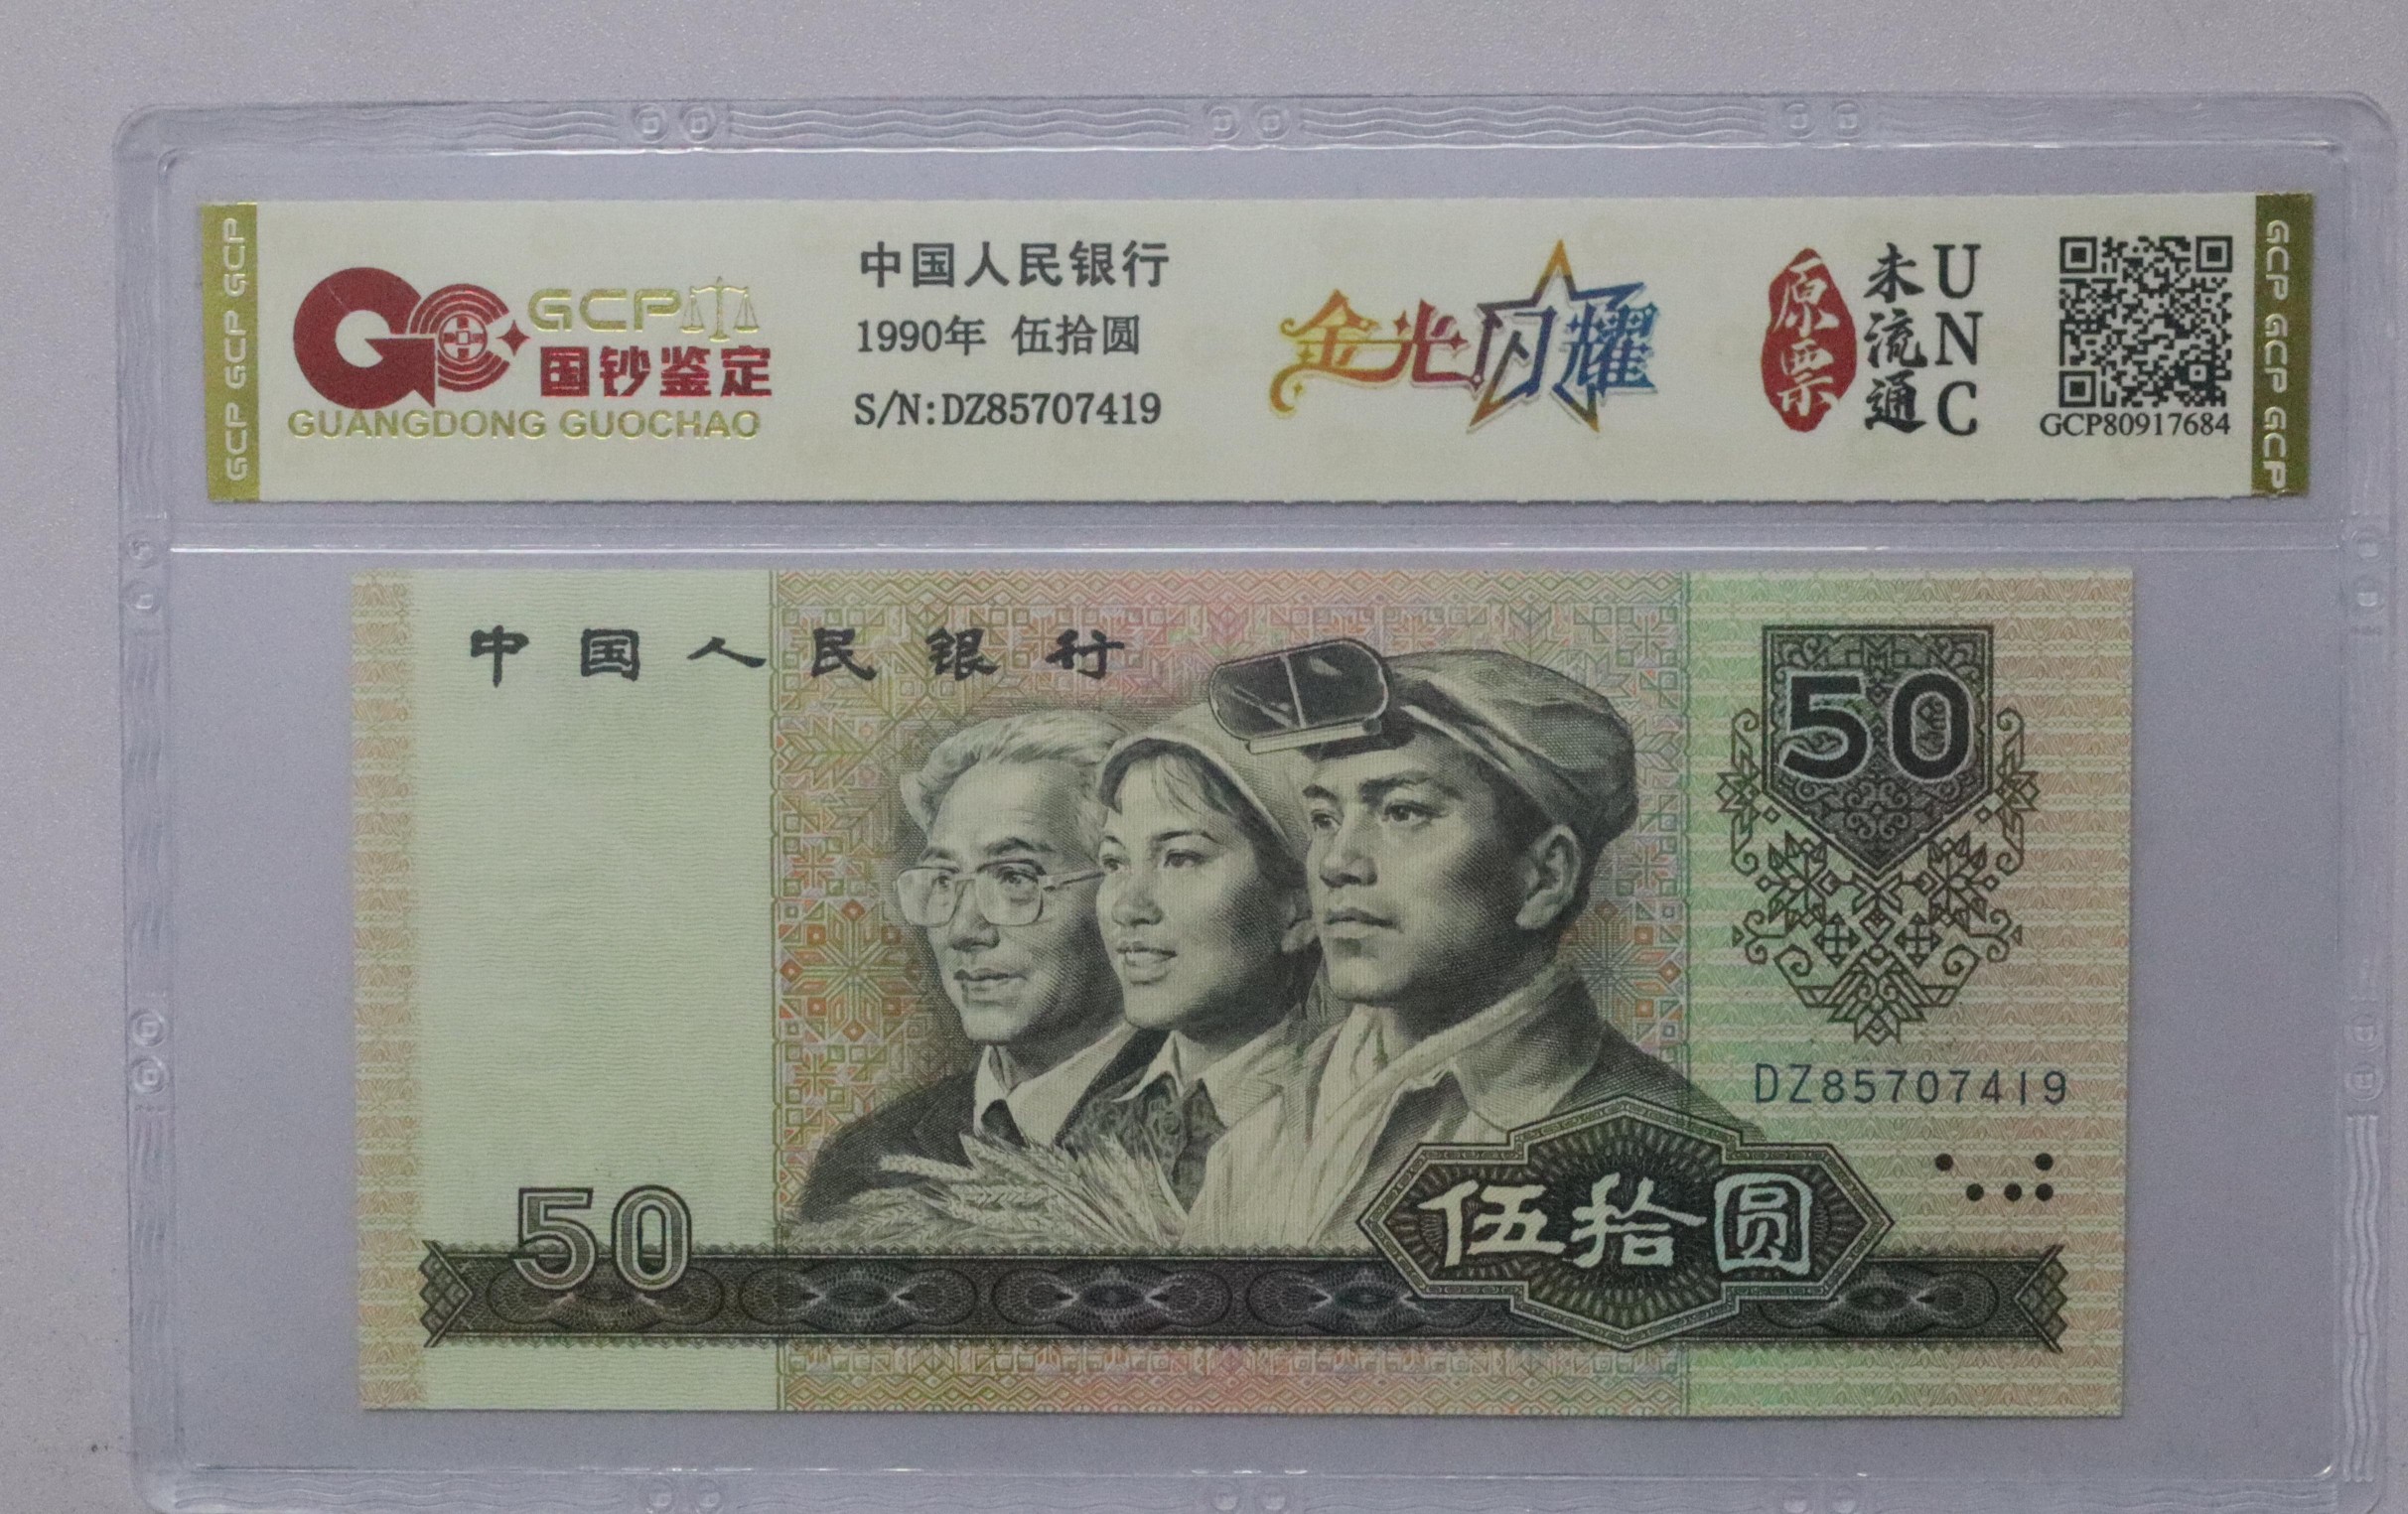 GCP GCP GCP
GCP
国钞鉴定
GUANGDONG GUOCHAO
中国人民银行
1990年 伍拾圆
S/N:DZ85707419
金光闪耀
原票
未流通
UNC
GCP80917684
GCP GCP GCP
中国人民银行
50
DZ85707419
50
伍拾圆